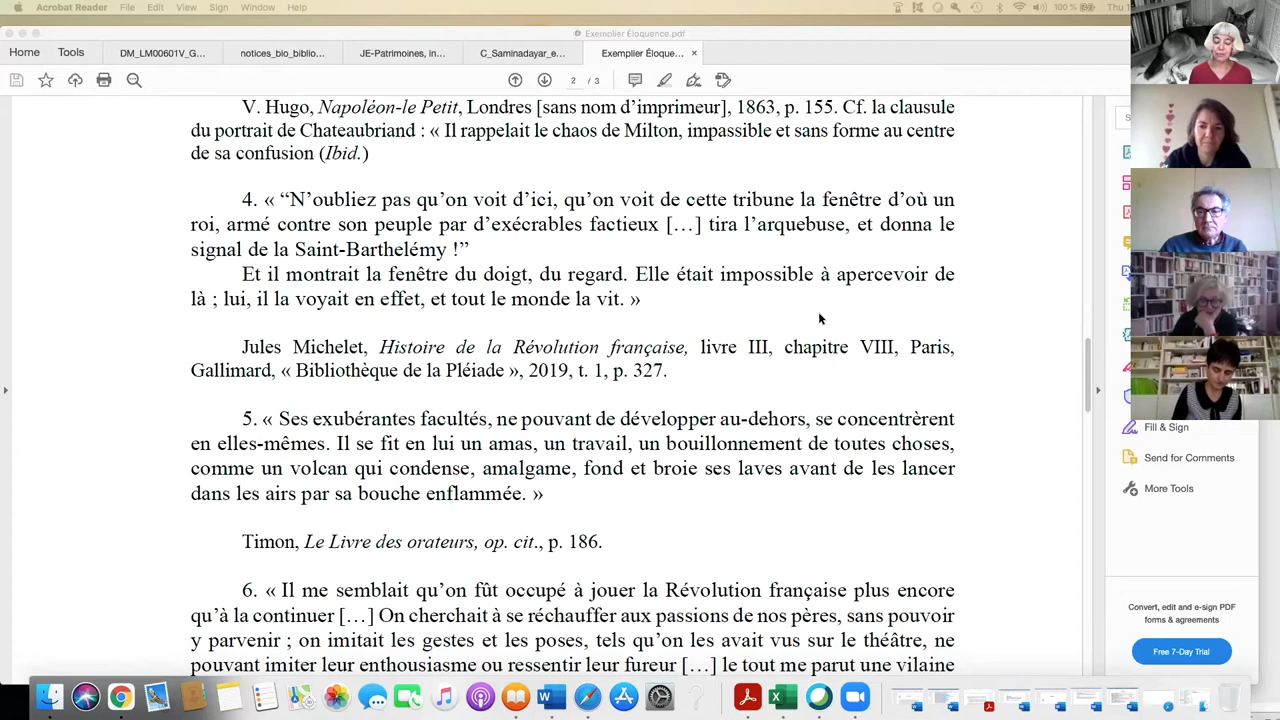 Acrobat Reader File Edit View Sign Window Help 100 % Thu 1
Exemplier Éloquence.pdf
Home Tools DM_LM00601V_G... notices_bio_biblio... JE-Patrimoines, in... C_Saminadayar_e... Exemplier Éloque... ×
2 / 3
V. Hugo, Napoléon-le Petit, Londres [sans nom d’imprimeur], 1863, p. 155. Cf. la clausule
du portrait de Chateaubriand : « Il rappelait le chaos de Milton, impassible et sans forme au centre
de sa confusion (Ibid.)
4. « “N’oubliez pas qu’on voit d’ici, qu’on voit de cette tribune la fenêtre d’où un
roi, armé contre son peuple par d’exécrables factieux […] tira l’arquebuse, et donna le
signal de la Saint-Barthelémy !”
Et il montrait la fenêtre du doigt, du regard. Elle était impossible à apercevoir de
là ; lui, il la voyait en effet, et tout le monde la vit. »
Jules Michelet, Histoire de la Révolution française, livre III, chapitre VIII, Paris,
Gallimard, « Bibliothèque de la Pléiade », 2019, t. 1, p. 327.
5. « Ses exubérantes facultés, ne pouvant de développer au-dehors, se concentrèrent
en elles-mêmes. Il se fit en lui un amas, un travail, un bouillonnement de toutes choses,
comme un volcan qui condense, amalgame, fond et broie ses laves avant de les lancer
dans les airs par sa bouche enflammée. »
Timon, Le Livre des orateurs, op. cit., p. 186.
6. « Il me semblait qu’on fût occupé à jouer la Révolution française plus encore
qu’à la continuer […] On cherchait à se réchauffer aux passions de nos pères, sans pouvoir
y parvenir ; on imitait les gestes et les poses, tels qu’on les avait vus sur le théâtre, ne
pouvant imiter leur enthousiasme ou ressentir leur fureur […] le tout me parut une vilaine
Fill & Sign
Send for Comments
More Tools
Convert, edit and e-sign PDF
forms & agreements
Free 7-Day Trial